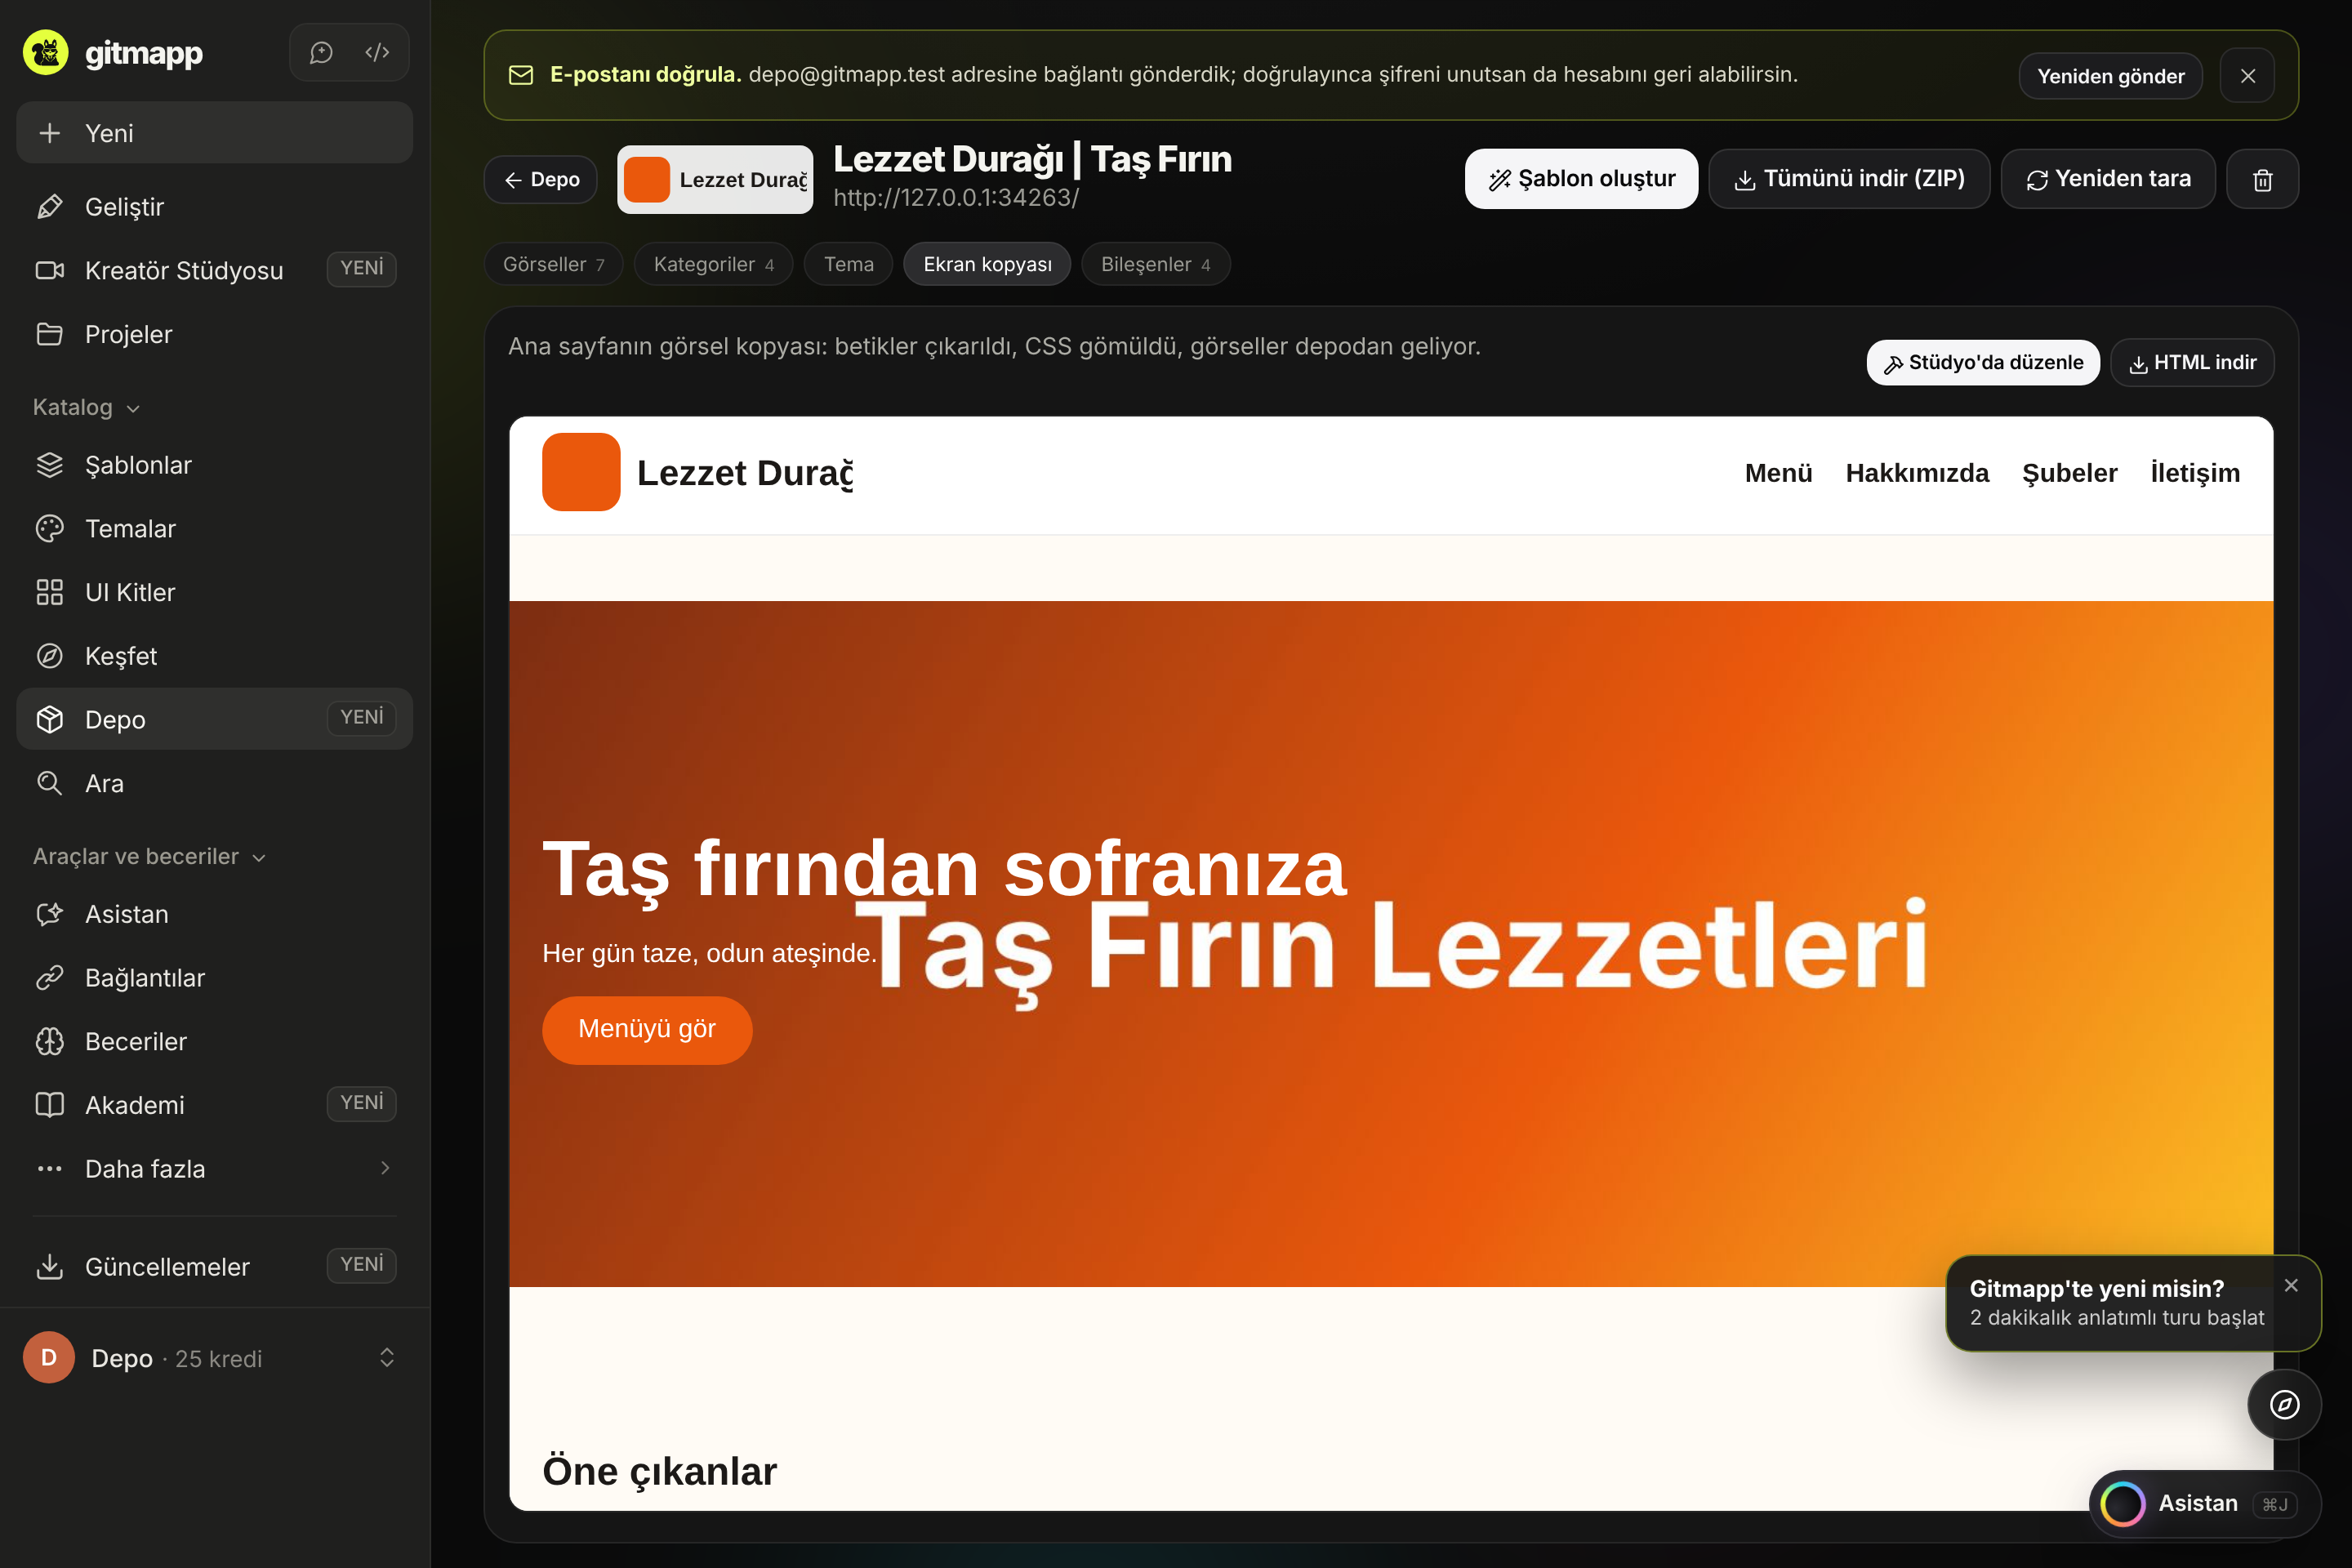 gitmapp
Yeni
Geliştir
Kreatör Stüdyosu YENİ
Projeler
Katalog
Şablonlar
Temalar
UI Kitler
Keşfet
Depo YENİ
Ara
Araçlar ve beceriler
Asistan
Bağlantılar
Beceriler
Akademi YENİ
Daha fazla
Güncellemeler YENİ
D Depo · 25 kredi
E-postanı doğrula. depo@gitmapp.test adresine bağlantı gönderdik; doğrulayınca şifreni unutsan da hesabını geri alabilirsin. Yeniden gönder
Depo
Lezzet Durağ
Lezzet Durağı | Taş Fırın
http://127.0.0.1:34263/
Şablon oluştur Tümünü indir (ZIP) Yeniden tara
Görseller 7 Kategoriler 4 Tema Ekran kopyası Bileşenler 4
Ana sayfanın görsel kopyası: betikler çıkarıldı, CSS gömüldü, görseller depodan geliyor.
Stüdyo'da düzenle HTML indir
Lezzet Durağ
Menü Hakkımızda Şubeler İletişim
Taş fırından sofranıza
Taş Fırın Lezzetleri
Her gün taze, odun ateşinde.
Menüyü gör
Öne çıkanlar
Gitmapp'te yeni misin?
2 dakikalık anlatımlı turu başlat
Asistan ⌘J